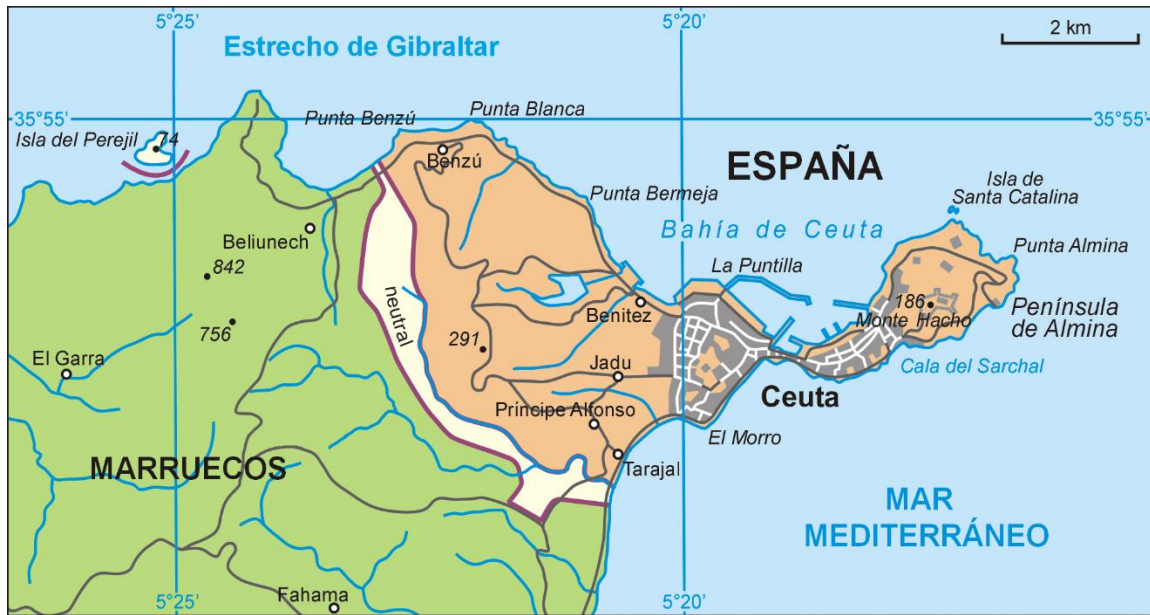 5°25'
5°20'
2 km
Estrecho de Gibraltar
35°55'
35°55'
Punta Blanca
Punta Benzú
Isla del Perejil
74
Benzú
ESPAÑA
Isla de
Santa Catalina
Punta Bermeja
Bahía de Ceuta
Beliunech
Punta Almina
La Puntilla
842
neutral
Benitez
186
Monte Hacho
Península
de Almina
756
291
El Garra
Jadu
Cala del Sarchal
Ceuta
Príncipe Alfonso
El Morro
MARRUECOS
Tarajal
MAR
MEDITERRÁNEO
Fahama
5°25'
5°20'